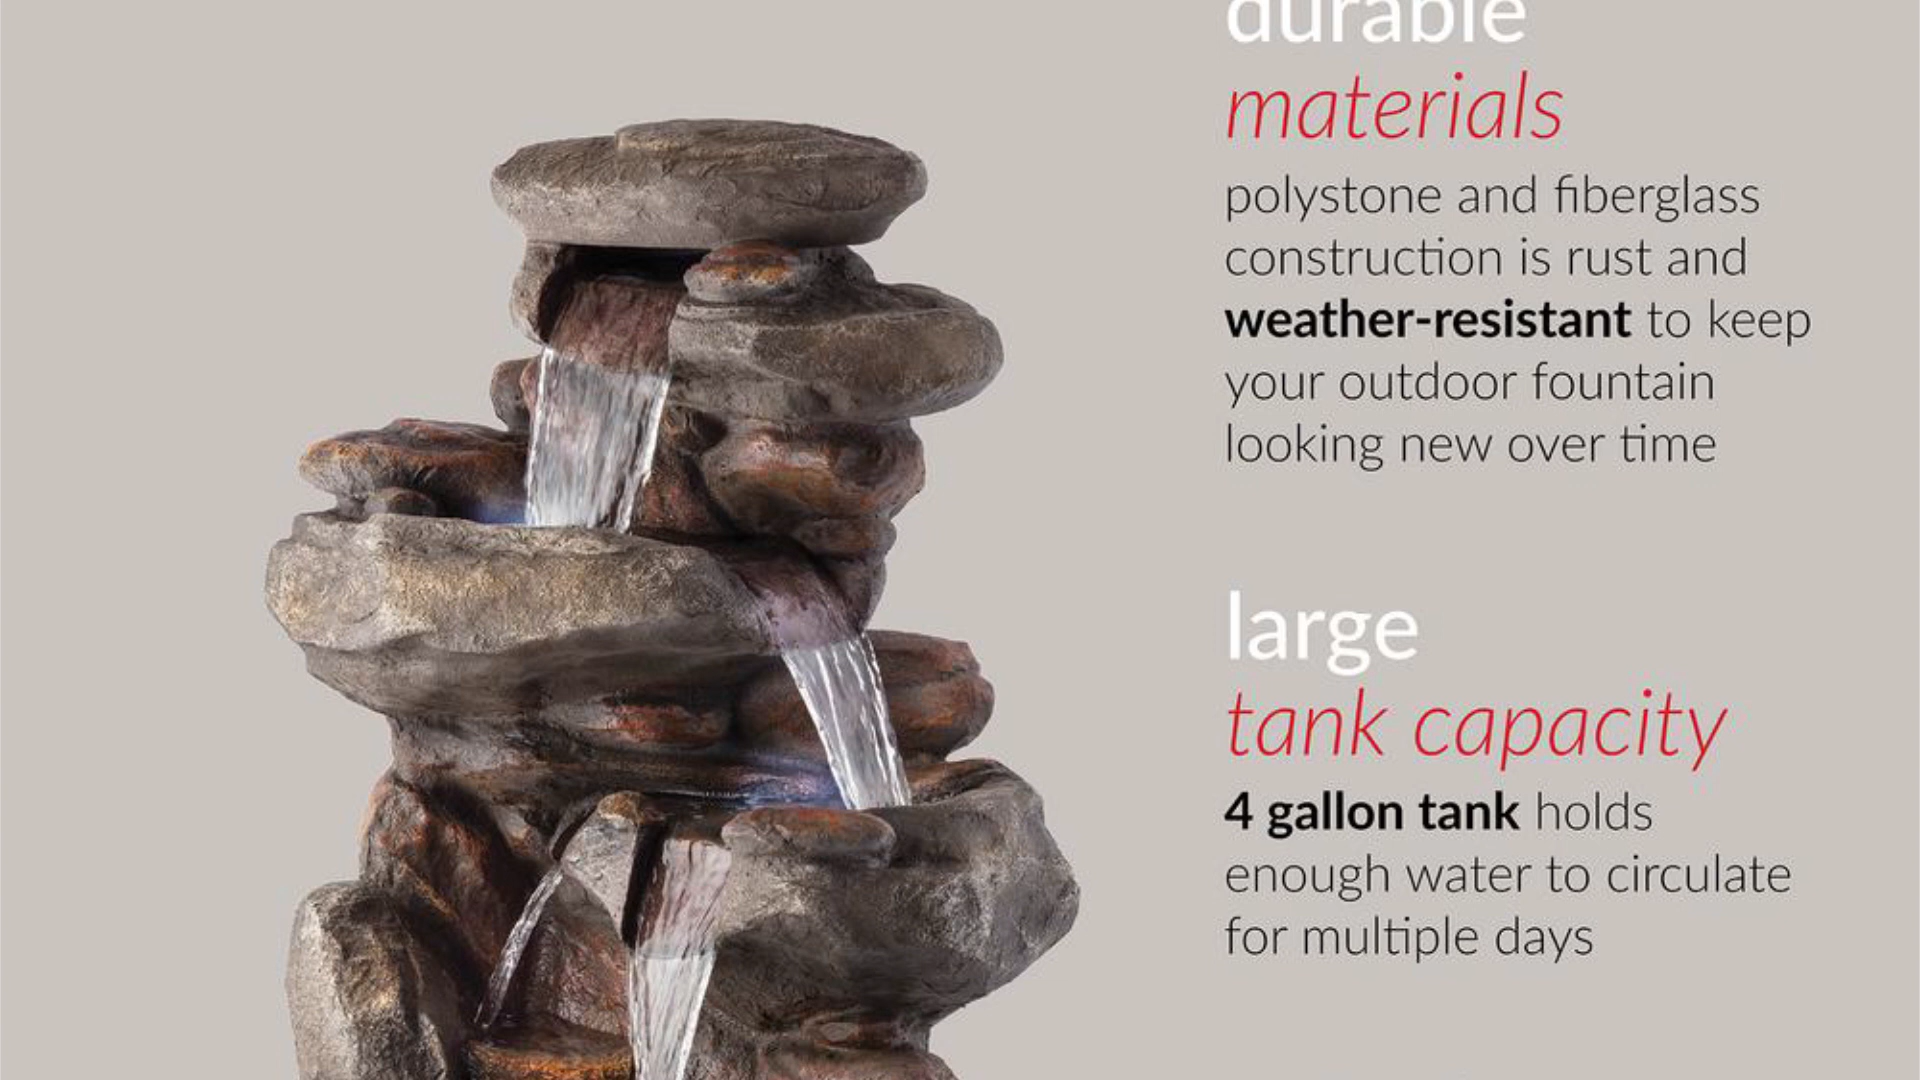 durable
materials
polystone and fiberglass
construction is rust and
weather-resistant to keep
your outdoor fountain
looking new over time
large
tank capacity
4 gallon tank holds
enough water to circulate
for multiple days